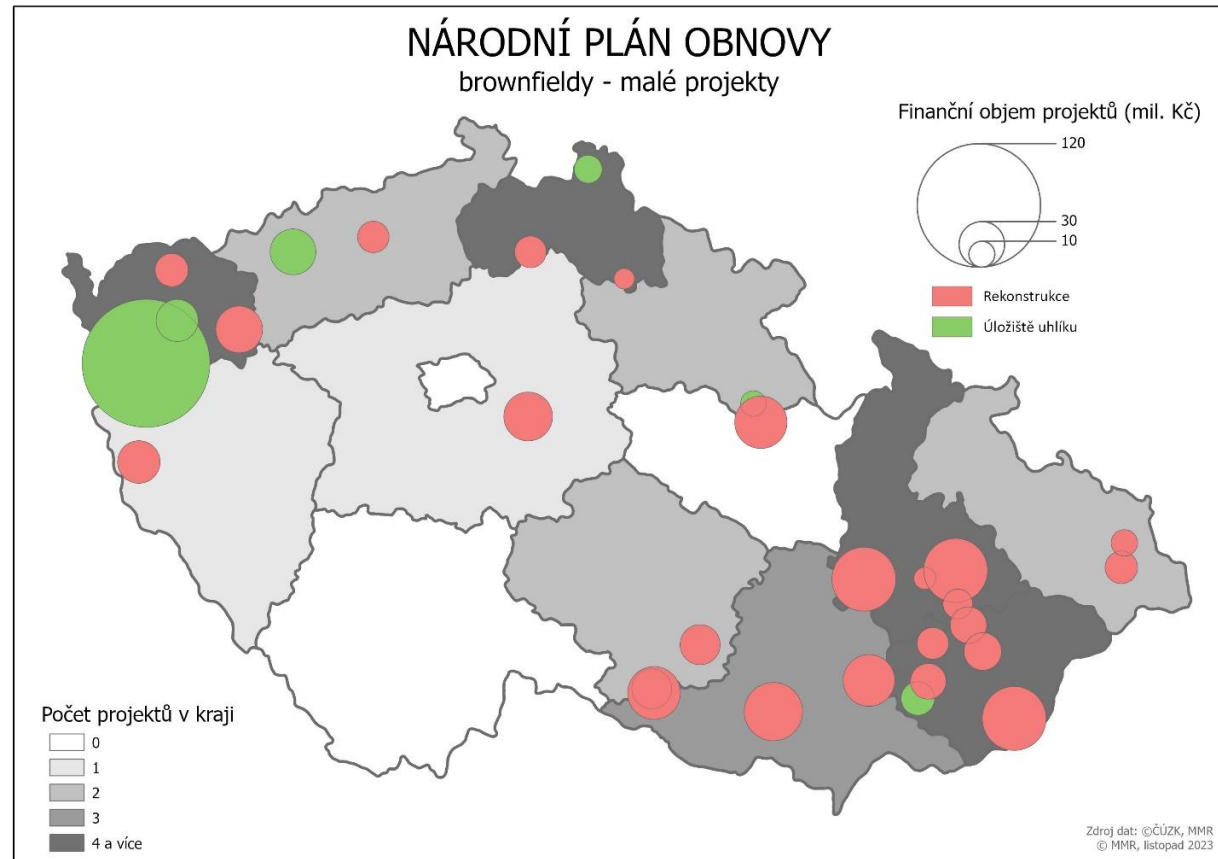 NÁRODNÍ PLÁN OBNOVY
brownfieldy - malé projekty
Finanční objem projektů (mil. Kč)
120
30
10
Rekonstrukce
Úložiště uhlíku
Počet projektů v kraji
0
1
2
3
4 a více
Zdroj dat: ©ČÚZK, MMR
© MMR, listopad 2023